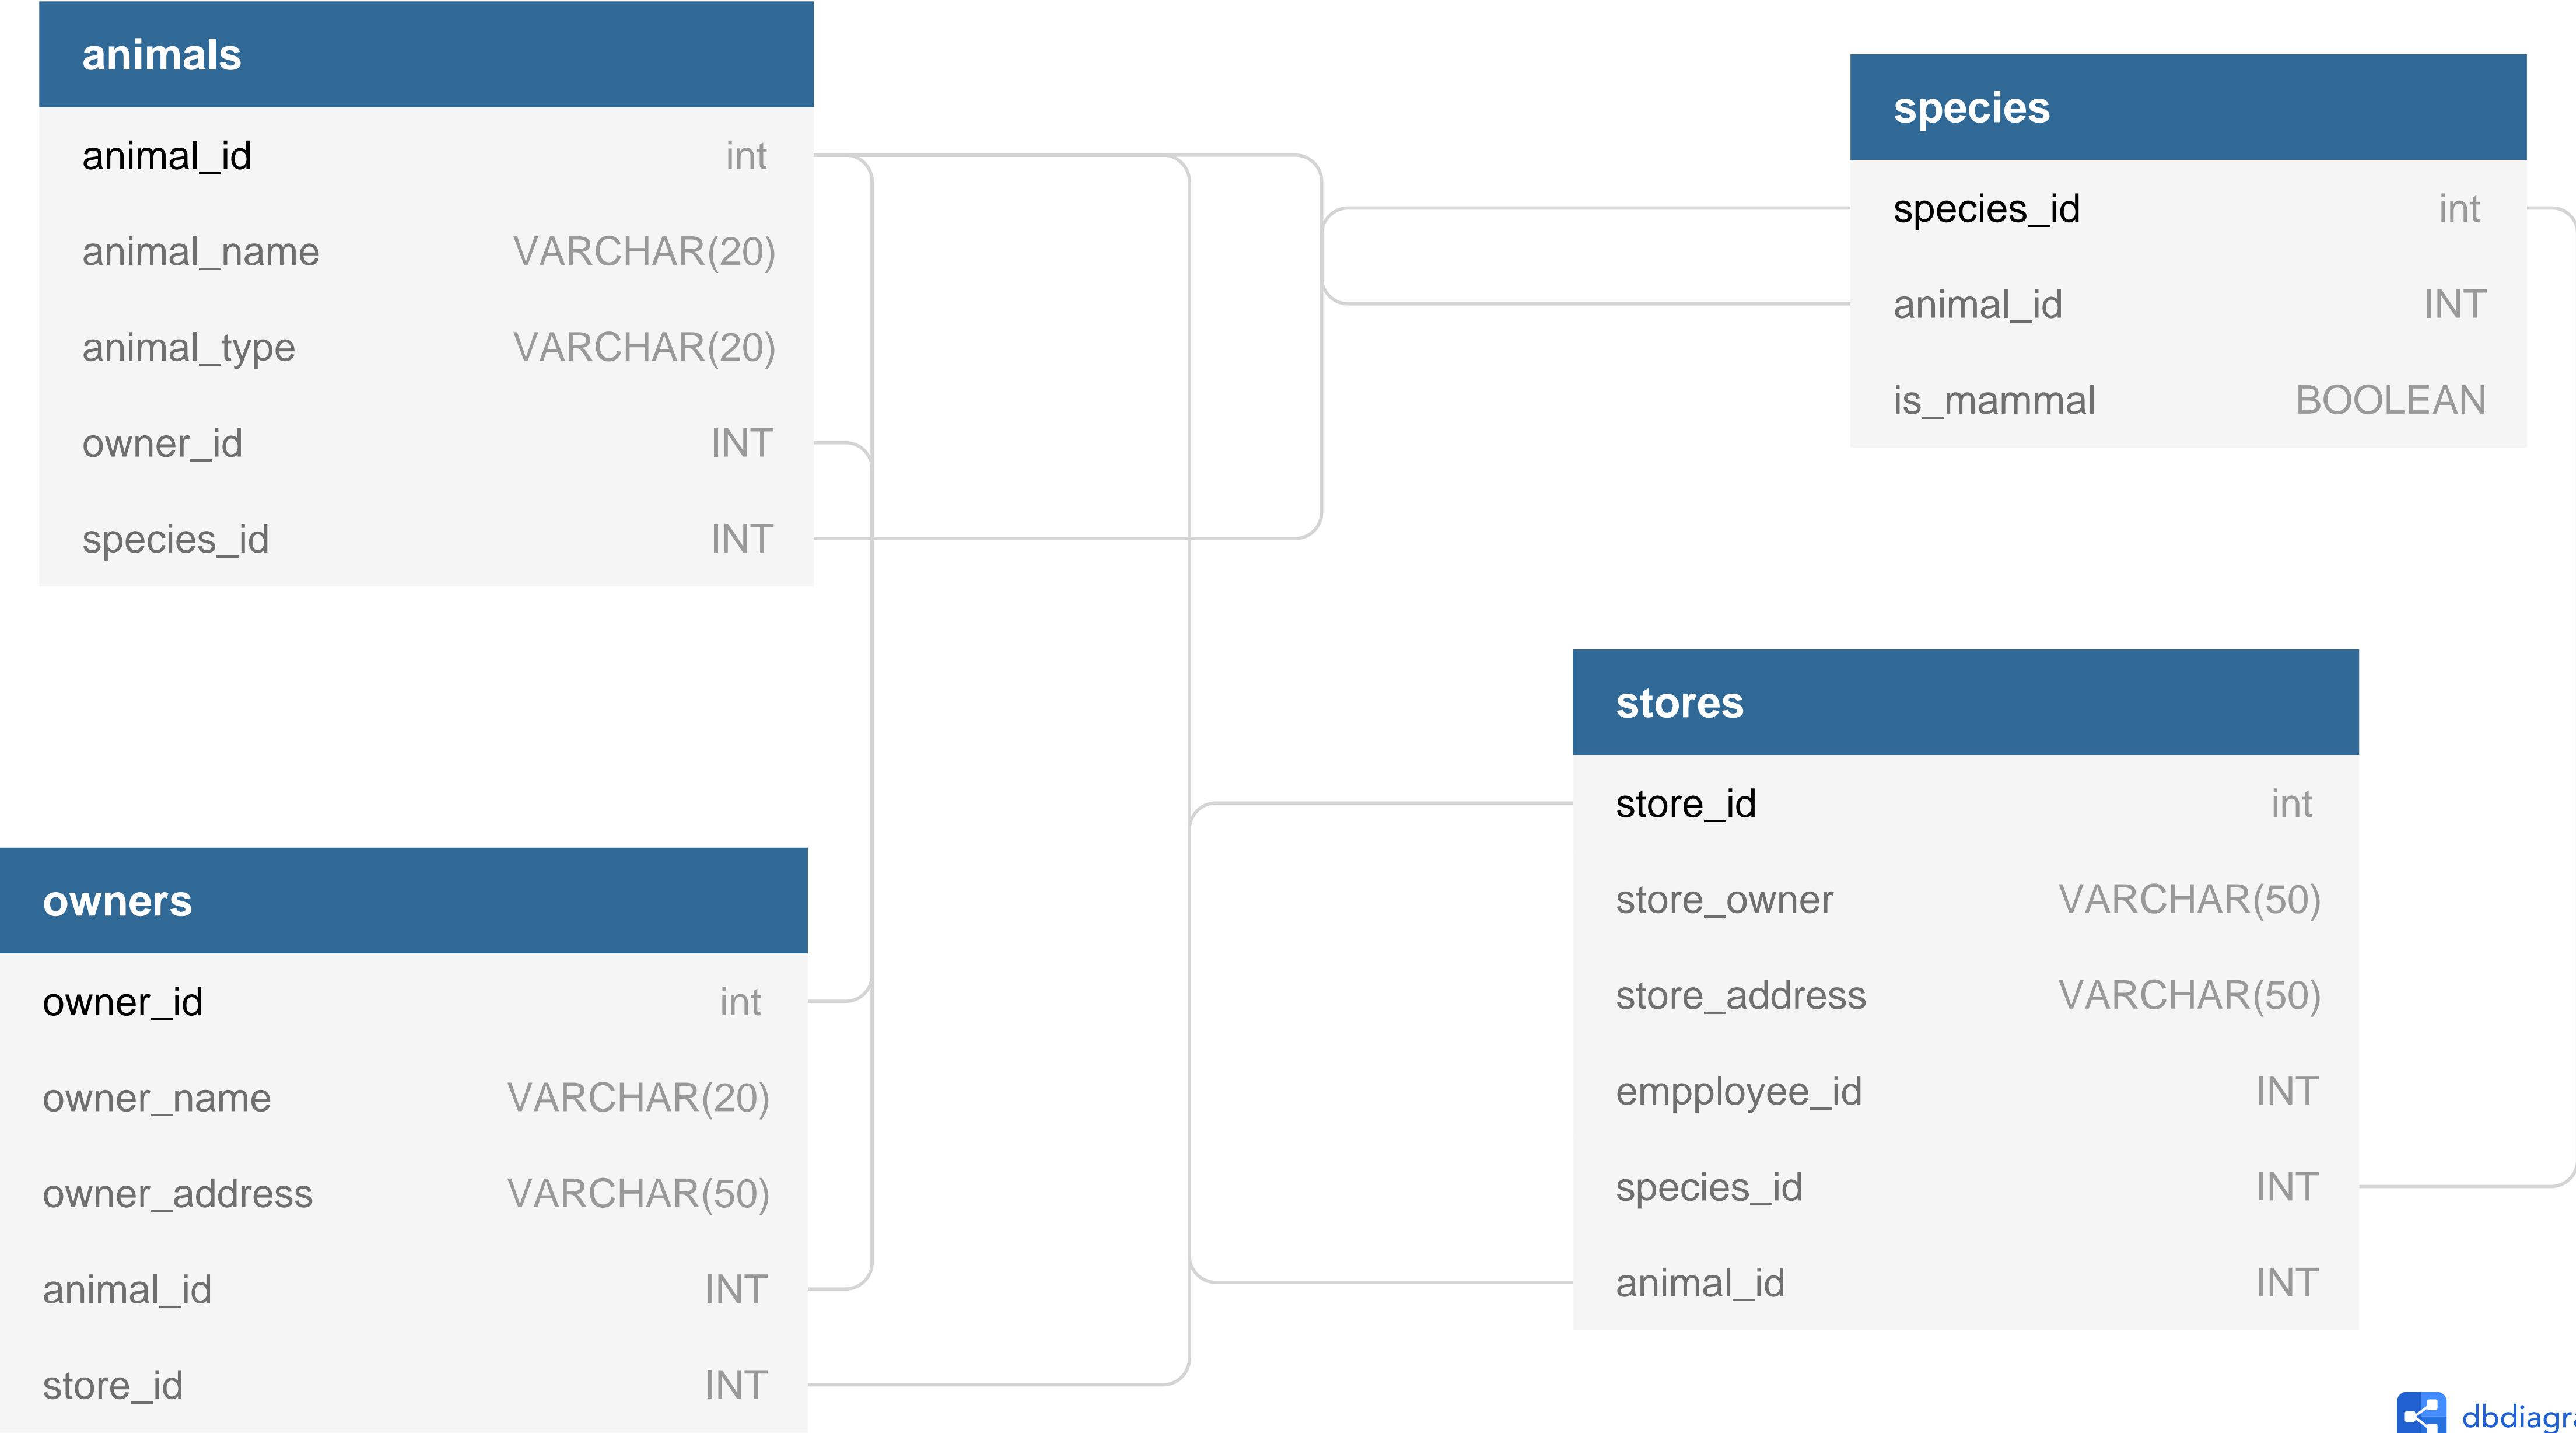 animals
animal_id int
animal_name VARCHAR(20)
animal_type VARCHAR(20)
owner_id INT
species_id INT
species
species_id int
animal_id INT
is_mammal BOOLEAN
owners
owner_id int
owner_name VARCHAR(20)
owner_address VARCHAR(50)
animal_id INT
store_id INT
stores
store_id int
store_owner VARCHAR(50)
store_address VARCHAR(50)
empployee_id INT
species_id INT
animal_id INT